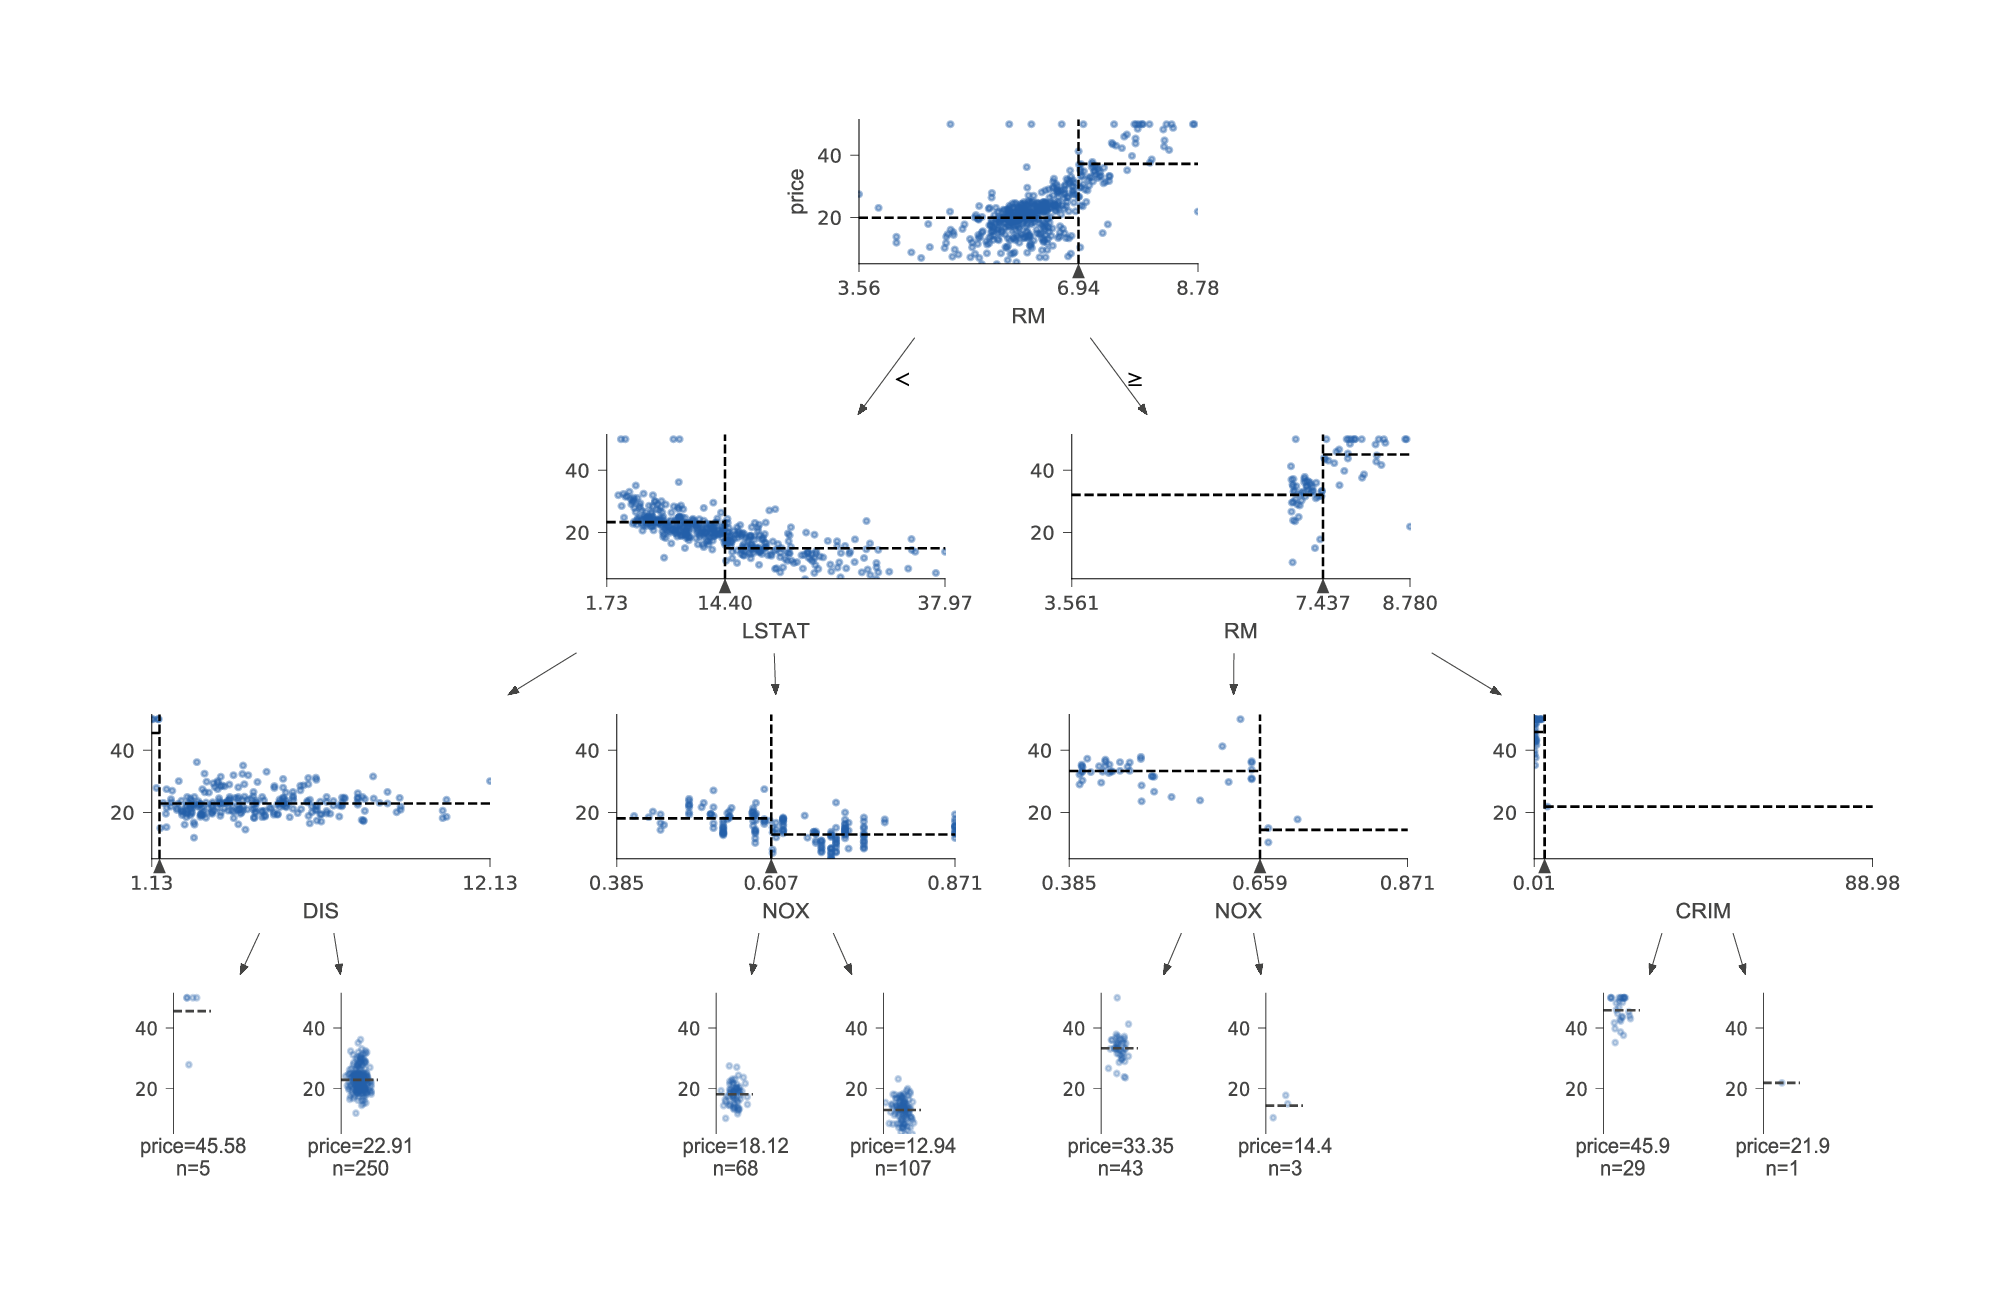 40
price
20
3.56 6.94 8.78
RM
< ≥
40 40
20 20
1.73 14.40 37.97 3.561 7.437 8.780
LSTAT RM
40 40 40 40
20 20 20 20
1.13 12.13 0.385 0.607 0.871 0.385 0.659 0.871 0.01 88.98
DIS NOX NOX CRIM
40 40 40 40 40 40 40 40
20 20 20 20 20 20 20 20
price=45.58 price=22.91 price=18.12 price=12.94 price=33.35 price=14.4 price=45.9 price=21.9
n=5 n=250 n=68 n=107 n=43 n=3 n=29 n=1